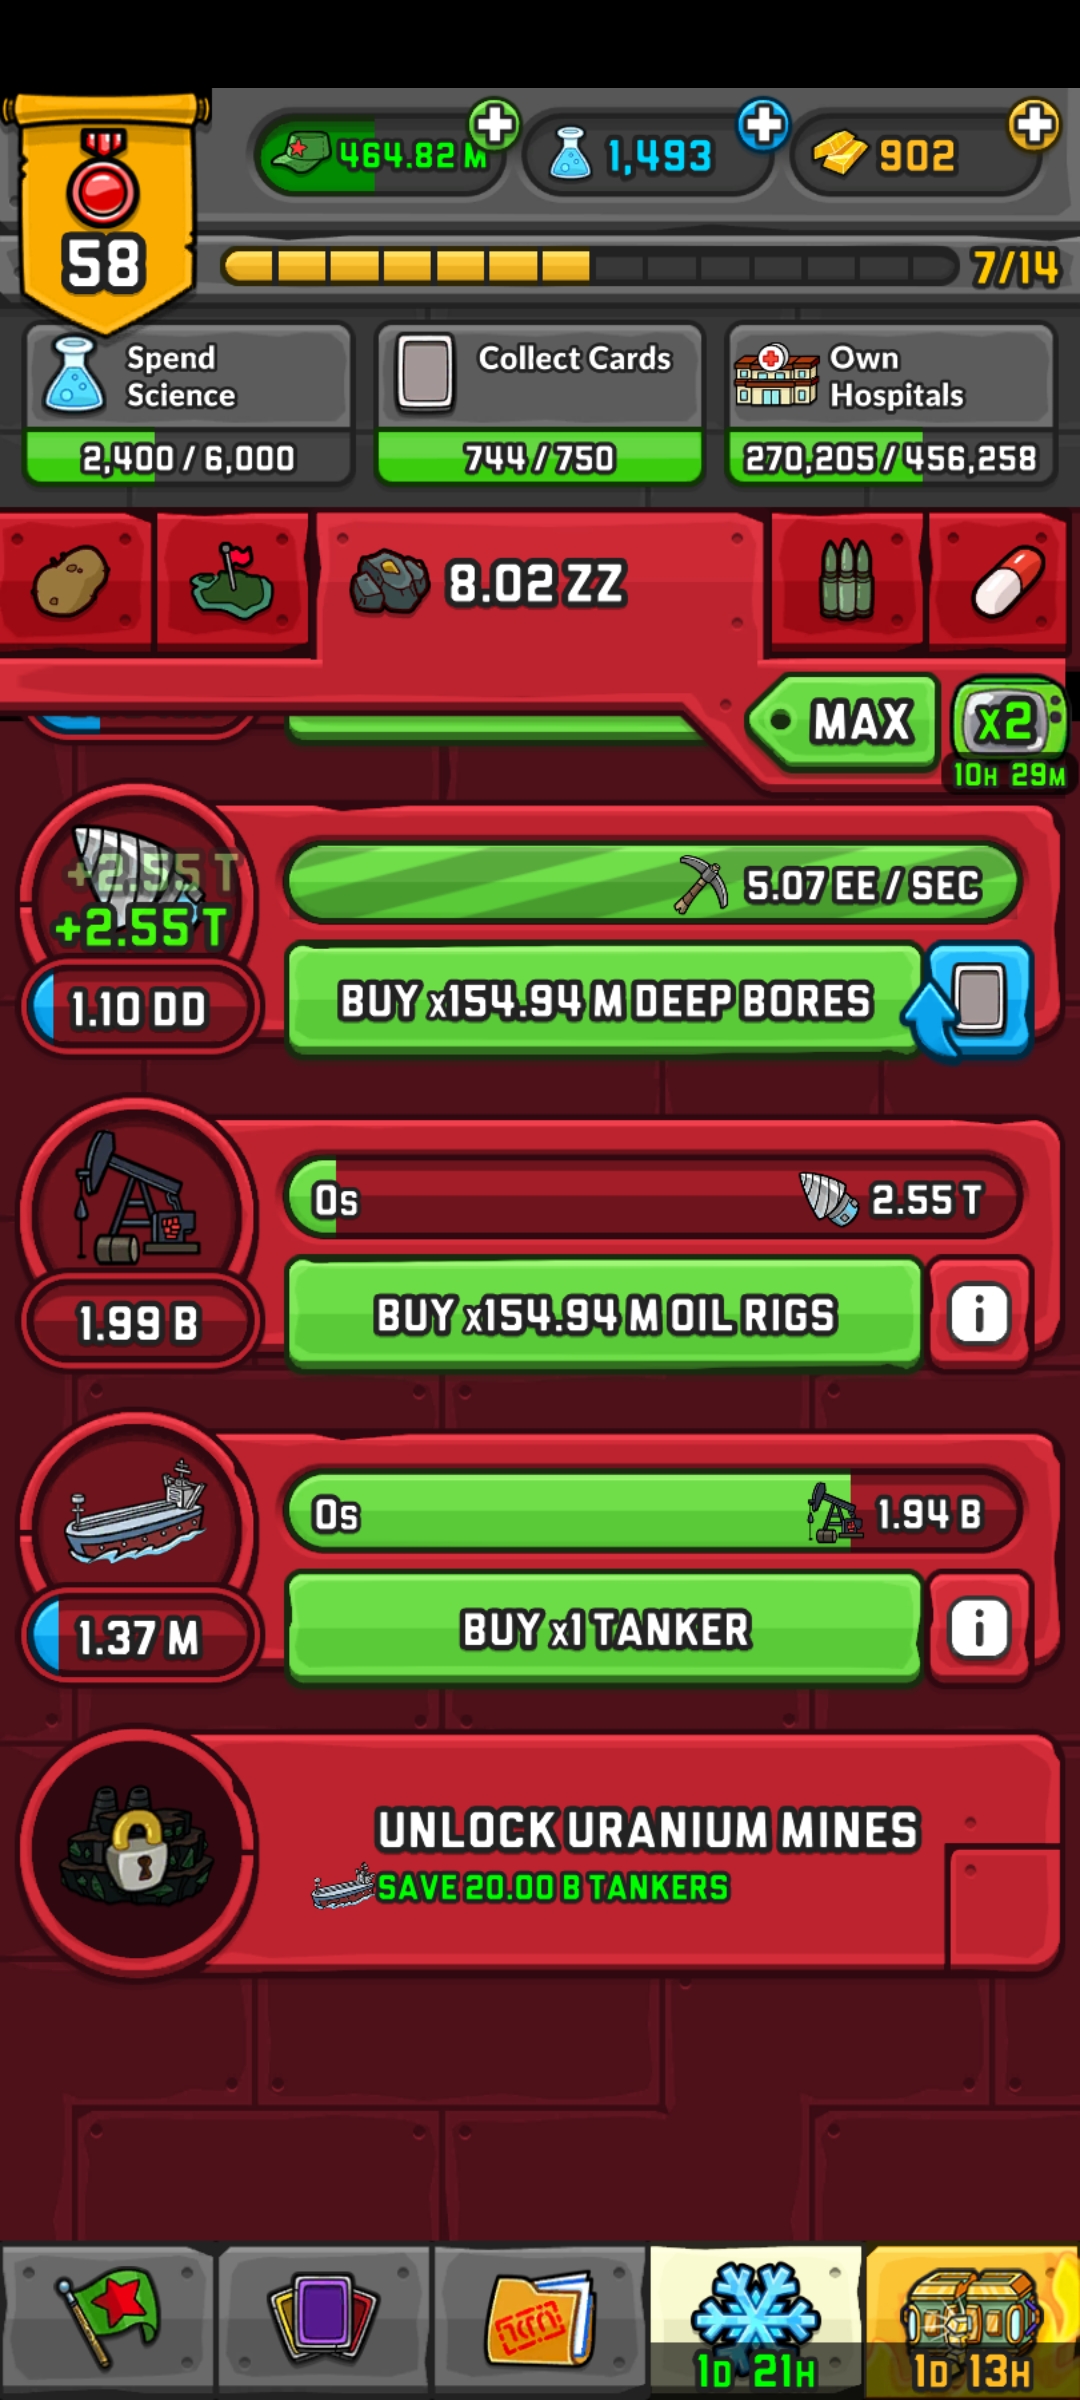 464.82 M
1,493
902
58
7/14
Spend
Science
2,400 / 6,000
Collect Cards
744 / 750
Own
Hospitals
270,205 / 456,258
8.02 ZZ
MAX
x2
10H 29M
+2.55 T
+2.55 T
5.07 EE / SEC
1.10 DD
BUY x154.94 M DEEP BORES
0s
2.55 T
1.99 B
BUY x154.94 M OIL RIGS
i
0s
1.94 B
1.37 M
BUY x1 TANKER
i
UNLOCK URANIUM MINES
SAVE 20.00 B TANKERS
1D 21H
1D 13H